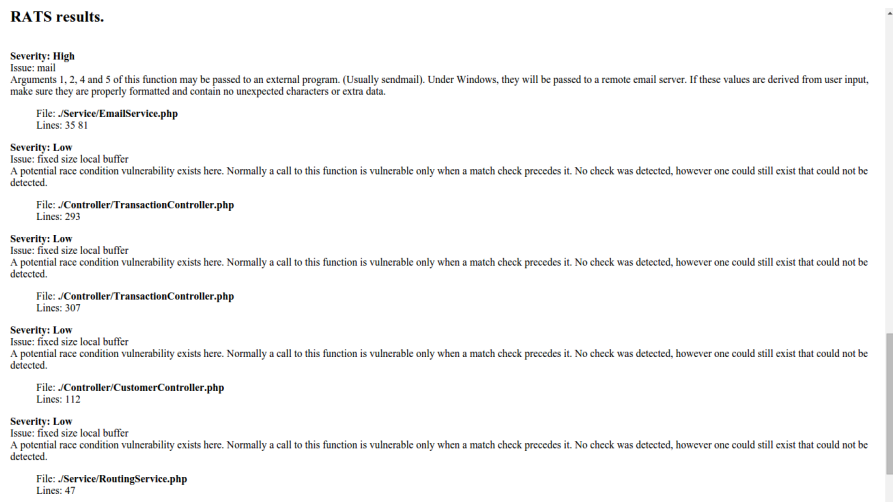 RATS results.
Severity: High
Issue: mail
Arguments 1, 2, 4 and 5 of this function may be passed to an external program. (Usually sendmail). Under Windows, they will be passed to a remote email server. If these values are derived from user input,
make sure they are properly formatted and contain no unexpected characters or extra data.
File: ./Service/EmailService.php
Lines: 35 81
Severity: Low
Issue: fixed size local buffer
A potential race condition vulnerability exists here. Normally a call to this function is vulnerable only when a match check precedes it. No check was detected, however one could still exist that could not be
detected.
File: ./Controller/TransactionController.php
Lines: 293
Severity: Low
Issue: fixed size local buffer
A potential race condition vulnerability exists here. Normally a call to this function is vulnerable only when a match check precedes it. No check was detected, however one could still exist that could not be
detected.
File: ./Controller/TransactionController.php
Lines: 307
Severity: Low
Issue: fixed size local buffer
A potential race condition vulnerability exists here. Normally a call to this function is vulnerable only when a match check precedes it. No check was detected, however one could still exist that could not be
detected.
File: ./Controller/CustomerController.php
Lines: 112
Severity: Low
Issue: fixed size local buffer
A potential race condition vulnerability exists here. Normally a call to this function is vulnerable only when a match check precedes it. No check was detected, however one could still exist that could not be
detected.
File: ./Service/RoutingService.php
Lines: 47